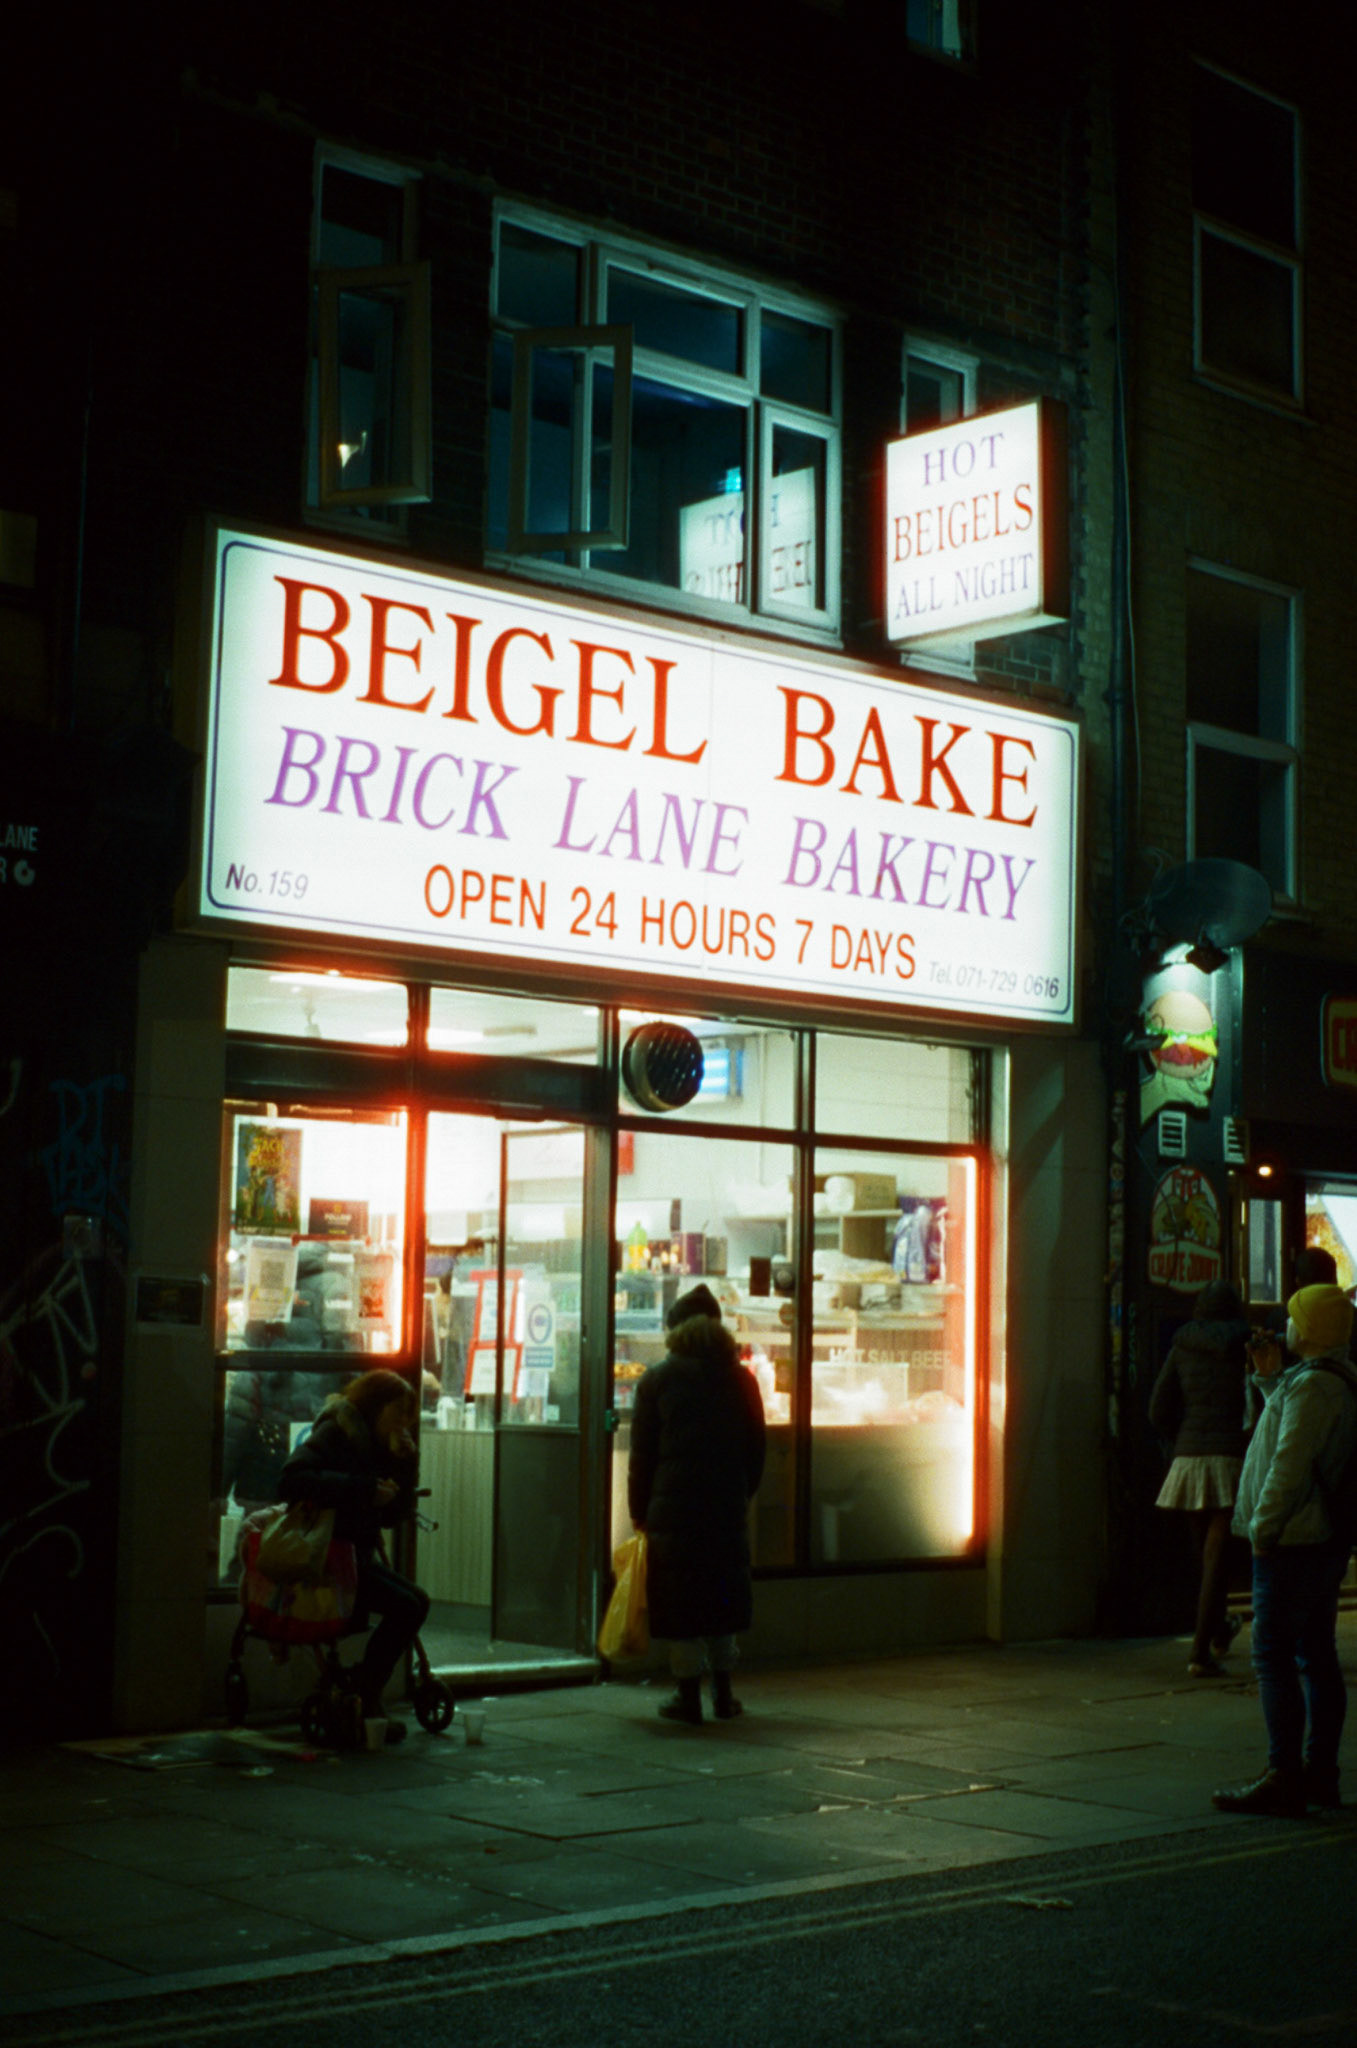 HOT
BEIGELS
ALL NIGHT
BEIGEL BAKE
BRICK LANE BAKERY
No.159
OPEN 24 HOURS 7 DAYS
Tel.071-729 0616
LANE
HOT SALT BEEF